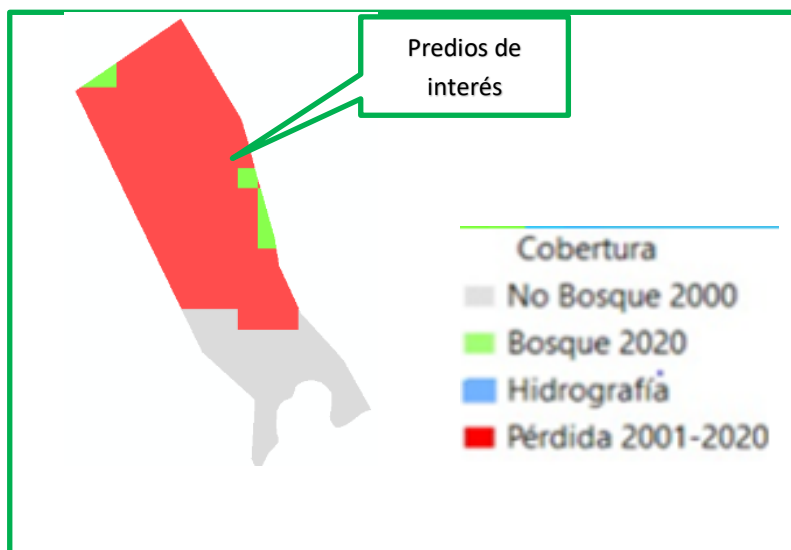 Predios de
interés
Cobertura
No Bosque 2000
Bosque 2020
Hidrografía
Pérdida 2001-2020